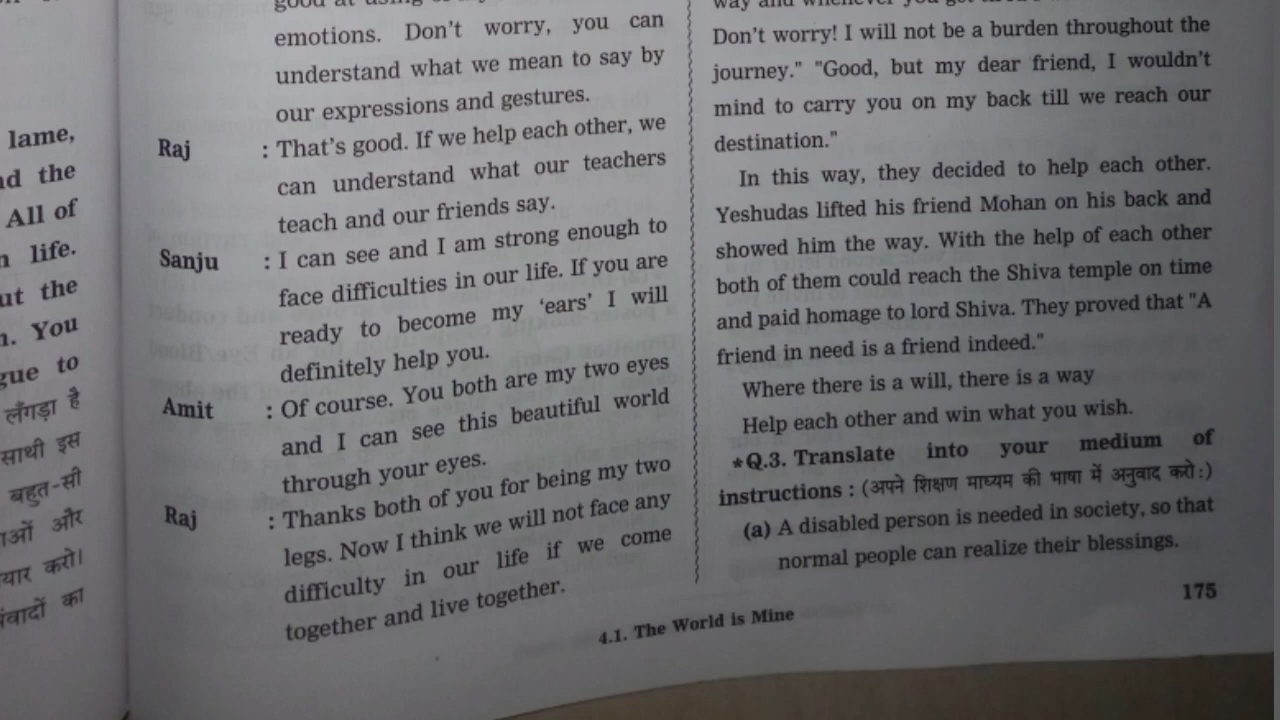 lame,
nd the
All of
life.
ut the
You
gue to
लँगड़ा है
साथी इस
बहुत-सी
और
करो।
का
good at using
emotions. Don't worry, you can
understand what we mean to say by
our expressions and gestures.
Raj : That's good. If we help each other, we
can understand what our teachers
teach and our friends say.
Sanju : I can see and I am strong enough to
face difficulties in our life. If you are
ready to become my 'ears' I will
definitely help you.
Amit : Of course. You both are my two eyes
and I can see this beautiful world
through your eyes.
Raj : Thanks both of you for being my two
legs. Now I think we will not face any
difficulty in our life if we come
together and live together.
way and whenever you
Don't worry! I will not be a burden throughout the
journey." "Good, but my dear friend, I wouldn't
mind to carry you on my back till we reach our
destination."
In this way, they decided to help each other.
Yeshudas lifted his friend Mohan on his back and
showed him the way. With the help of each other
both of them could reach the Shiva temple on time
and paid homage to lord Shiva. They proved that "A
friend in need is a friend indeed."
Where there is a will, there is a way
Help each other and win what you wish.
*Q.3. Translate into your medium of
instructions : (अपने शिक्षण माध्यम की भाषा में अनुवाद करो:)
(a) A disabled person is needed in society, so that
normal people can realize their blessings.
4.1. The World is Mine
175